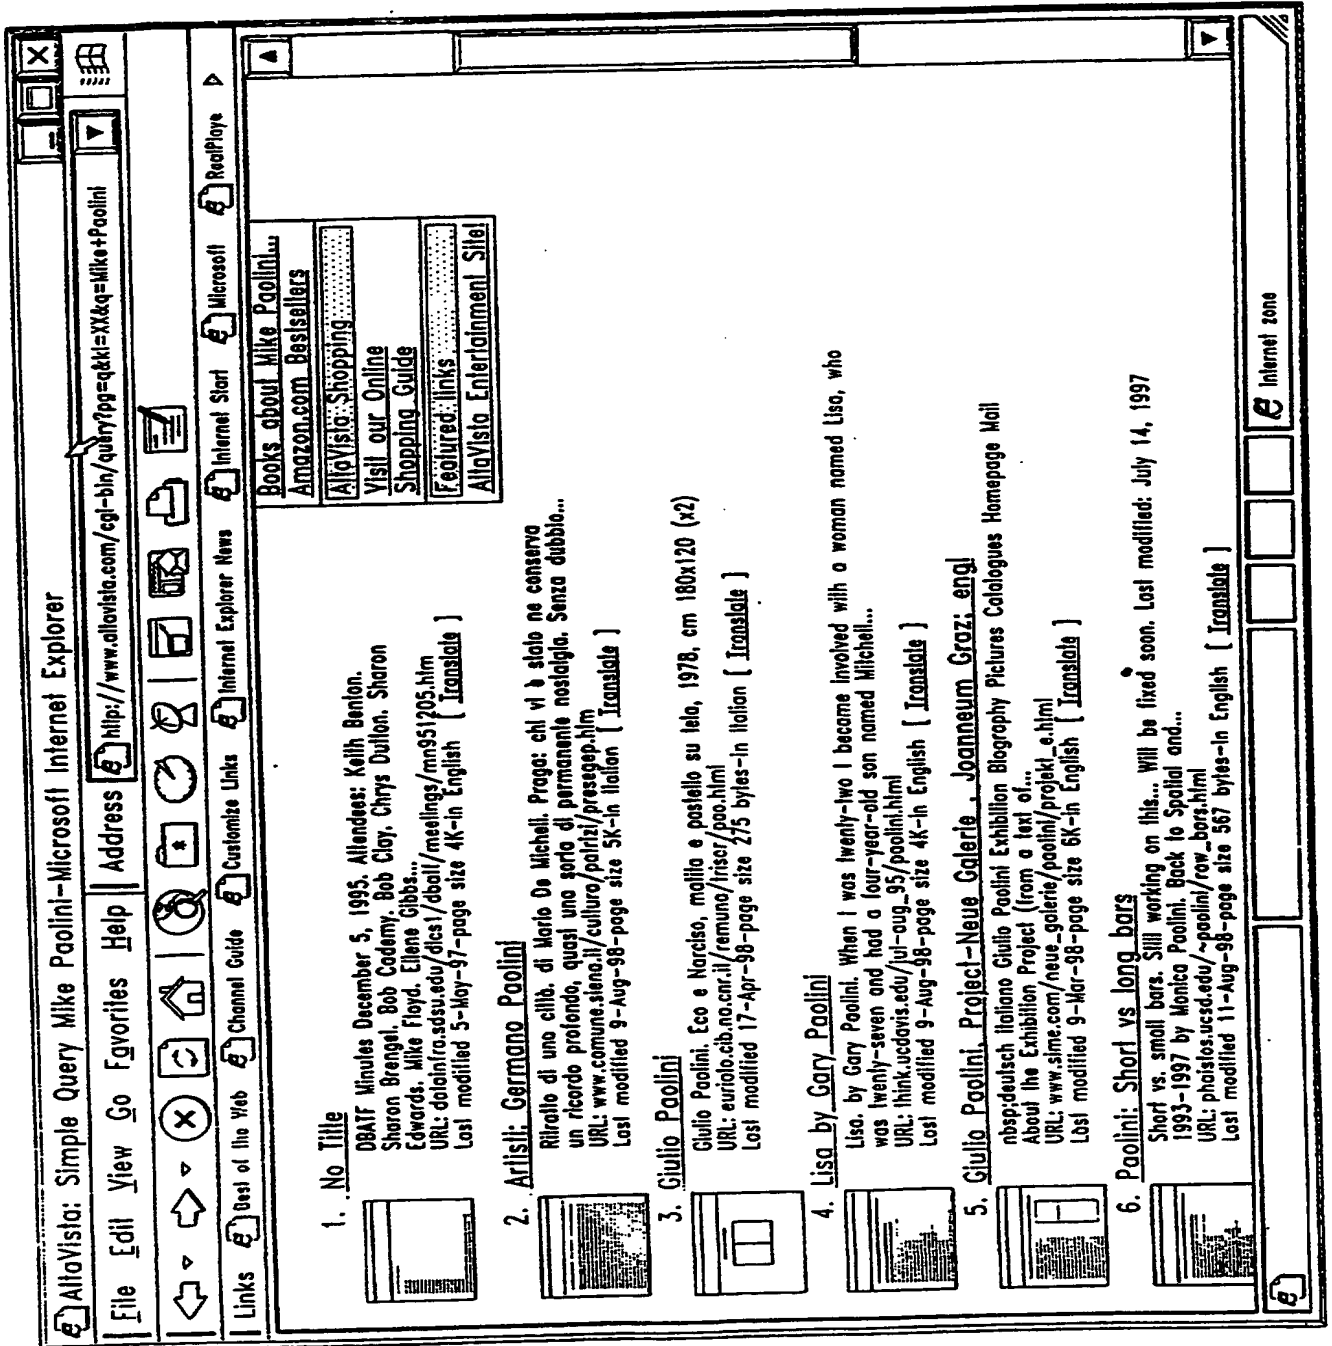 AltaVista: Simple Query Mike Paolini-Microsoft Internet Explorer
File Edit View Go Favorites Help Address http://www.altavista.com/cgi-bin/query?pg=q&kl=XX&q=Mike+Paolini
Links Best of the Web Channel Guide Customize Links Internet Explorer News Internet Start Microsoft RealPlaye
Books about Mike Paolini...
Amazon.com Bestsellers
AltaVista Shopping
Visit our Online
Shopping Guide
Featured links
AltaVista Entertainment Site!
1. No Title
DBATF Minutes December 5, 1995. Attendees: Keith Benton.
Sharon Brengel. Bob Cademy. Bob Clay. Chrys Dutton. Sharon
Edwards. Mike Floyd. Ellene Gibbs...
URL: datainfra.sdsu.edu/dics1/dbatf/meetings/mn951205.htm
Last modified 5-May-97-page size 4K-in English [ Translate ]
2. Artisti: Germano Paolini
Ritratto di una città. di Mario De Micheli. Praga: chi vi è stato ne conserva
un ricordo profondo, quasi una sorta di permanente nostalgia. Senza dubbio...
URL: www.comune.siena.it/cultura/patrizi/presegep.htm
Last modified 9-Aug-98-page size 5K-in Italian [ Translate ]
3. Giulio Paolini
Giulio Paolini. Eco e Narciso, matita e pastello su tela, 1978, cm 180x120 (x2)
URL: euriolo.cib.na.cnr.it/remuno/trisor/pao.html
Last modified 17-Apr-98-page size 275 bytes-in Italian [ Translate ]
4. Lisa by Gary Paolini
Lisa. by Gary Paolini. When I was twenty-two I became involved with a woman named Lisa, who
was twenty-seven and had a four-year-old son named Mitchell...
URL: think.ucdavis.edu/jul-aug_95/paolini.html
Last modified 9-Aug-98-page size 4K-in English [ Translate ]
5. Giulio Paolini, Project-Neue Galerie , Joanneum Graz; engl
nbsp;deutsch Italiano Giulio Paolini Exhibition Biography Pictures Catalogues Homepage Mail
About the Exhibition Project (from a text of...
URL: www.sime.com/neue_galerie/paolini/projekt_e.html
Last modified 9-Mar-98-page size 6K-in English [ Translate ]
6. Paolini: Short vs long bars
Short vs. small bars. Still working on this... Will be fixed soon. Last modified: July 14, 1997
1993-1997 by Monica Paolini. Back to Spatial and...
URL: phaistos.ucsd.edu/~paolini/raw_bars.html
Last modified 11-Aug-98-page size 567 bytes-in English [ Translate ]
Internet zone